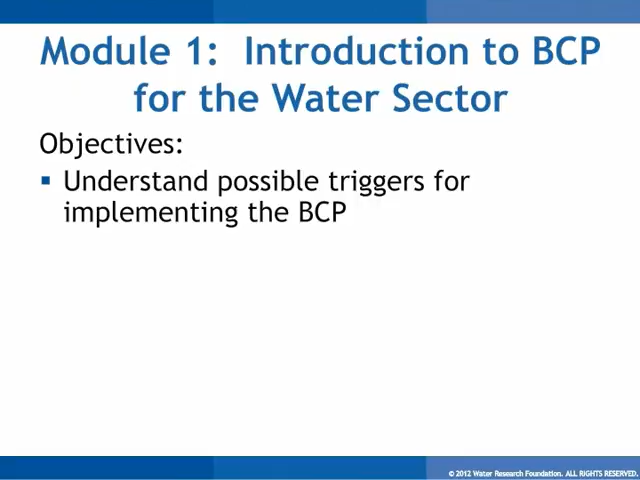 Module 1:  Introduction to BCP
for the Water Sector
Objectives:
▪ Understand possible triggers for
implementing the BCP
© 2012 Water Research Foundation. ALL RIGHTS RESERVED.